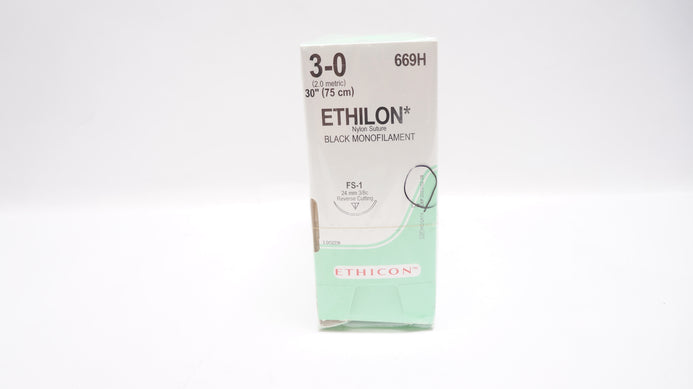 3-0
669H
(2.0 metric)
30" (75 cm)
ETHILON*
Nylon Suture
BLACK MONOFILAMENT
FS-1
24 mm 3/8c
Reverse Cutting
ETHICON™